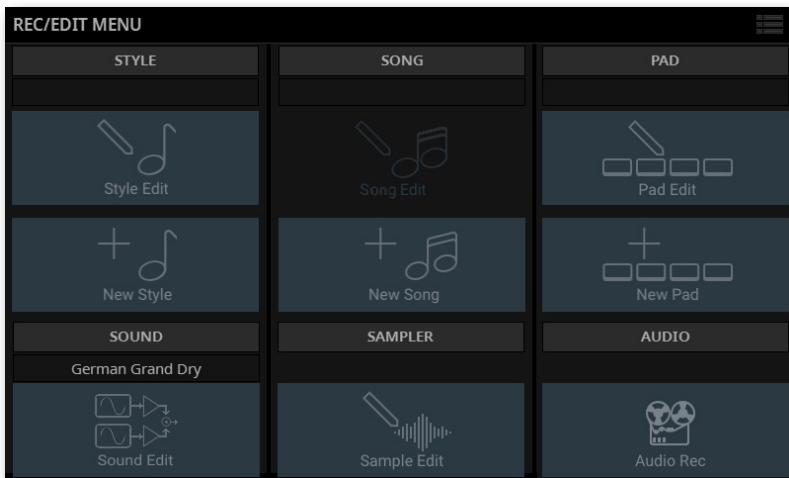 REC/EDIT MENU
STYLE
SONG
PAD
Style Edit
Song Edit
Pad Edit
New Style
New Song
New Pad
SOUND
SAMPLER
AUDIO
German Grand Dry
Sound Edit
Sample Edit
Audio Rec